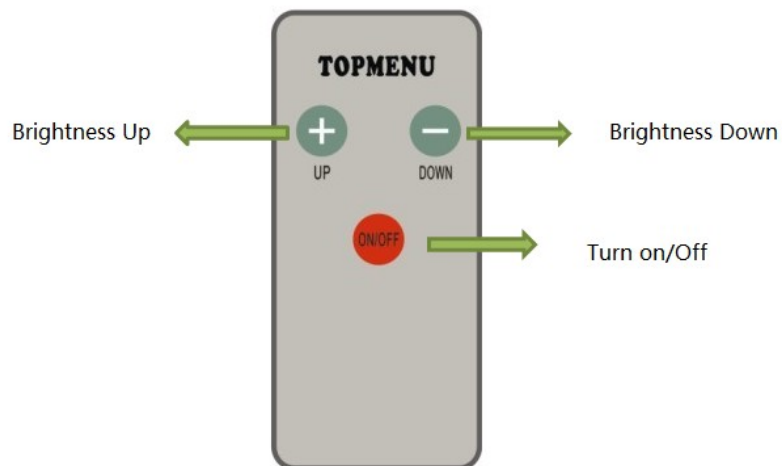 TOPMENU
Brightness Up
Brightness Down
UP
DOWN
ON/OFF
Turn on/Off